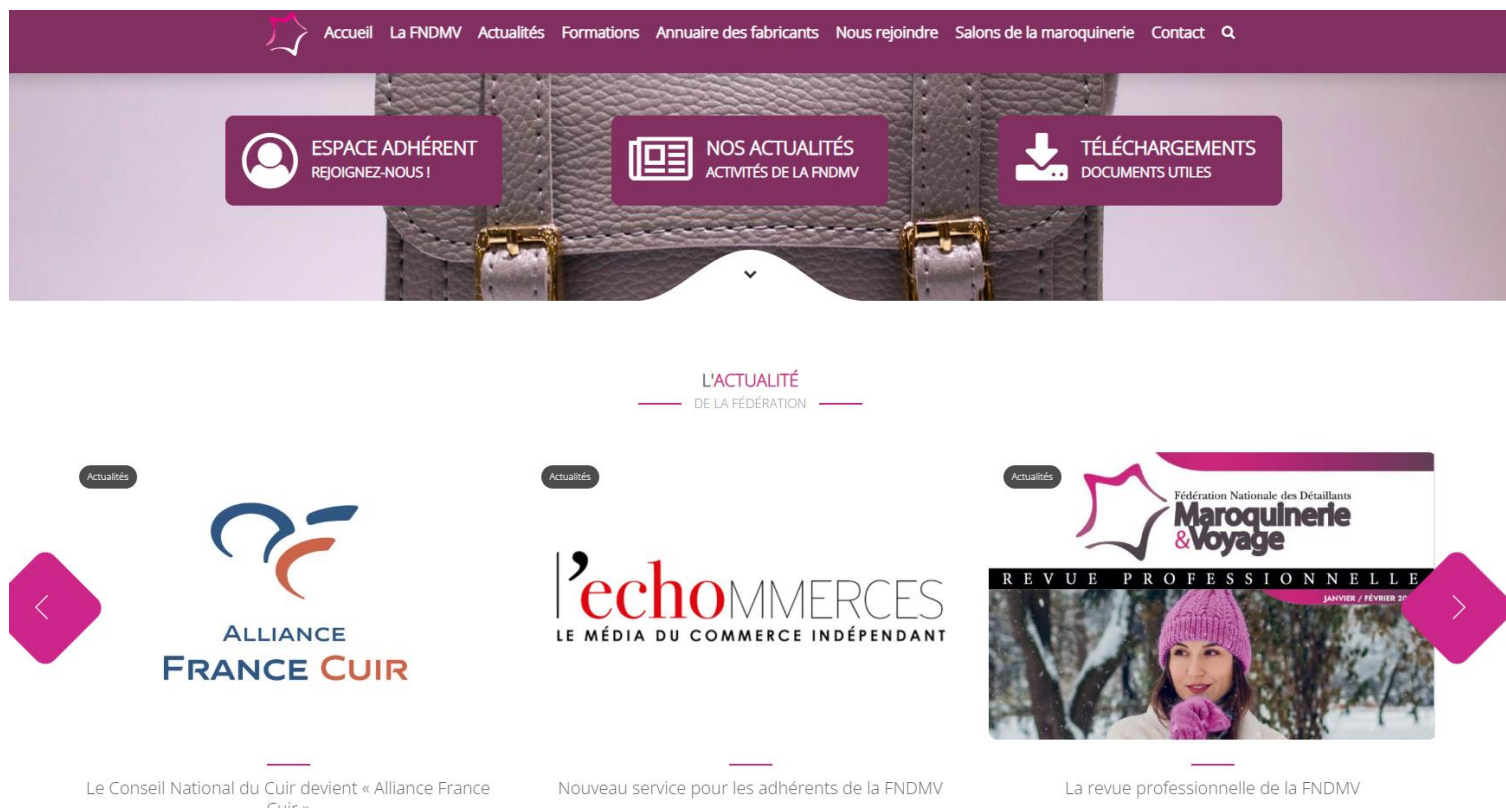 Accueil La FNDMV Actualités Formations Annuaire des fabricants Nous rejoindre Salons de la maroquinerie Contact
ESPACE ADHÉRENT
REJOIGNEZ-NOUS !
NOS ACTUALITÉS
ACTIVITÉS DE LA FNDMV
TÉLÉCHARGEMENTS
DOCUMENTS UTILES
L'ACTUALITÉ
DE LA FÉDÉRATION
Actualités
ALLIANCE
FRANCE CUIR
Le Conseil National du Cuir devient « Alliance France
Cuir »
Actualités
l'echoMMERCES
LE MÉDIA DU COMMERCE INDÉPENDANT
Nouveau service pour les adhérents de la FNDMV
Actualités
Fédération Nationale des Détaillants
Maroquinerie
&Voyage
REVUE PROFESSIONNELLE
JANVIER / FÉVRIER
La revue professionnelle de la FNDMV